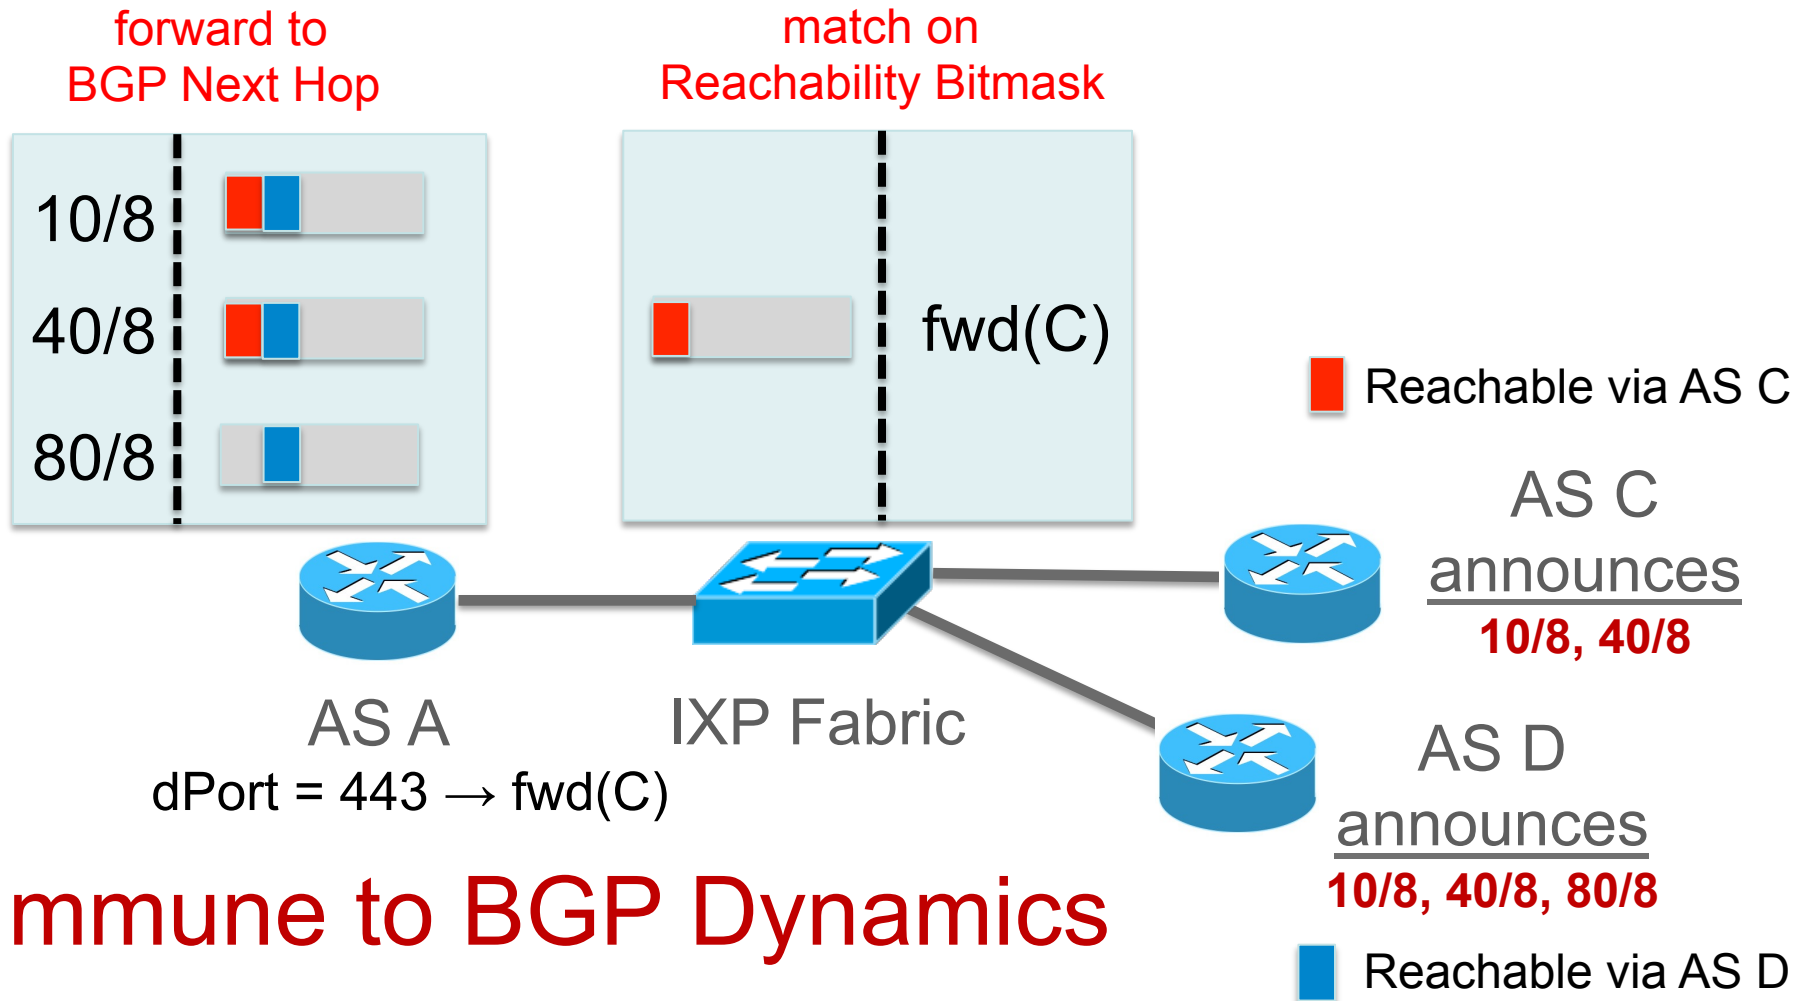 forward to
BGP Next Hop
match on
Reachability Bitmask
10/8
40/8
80/8
fwd(C)
Reachable via AS C
AS C
announces
10/8, 40/8
AS A
IXP Fabric
dPort = 443 → fwd(C)
AS D
announces
10/8, 40/8, 80/8
mmune to BGP Dynamics
Reachable via AS D